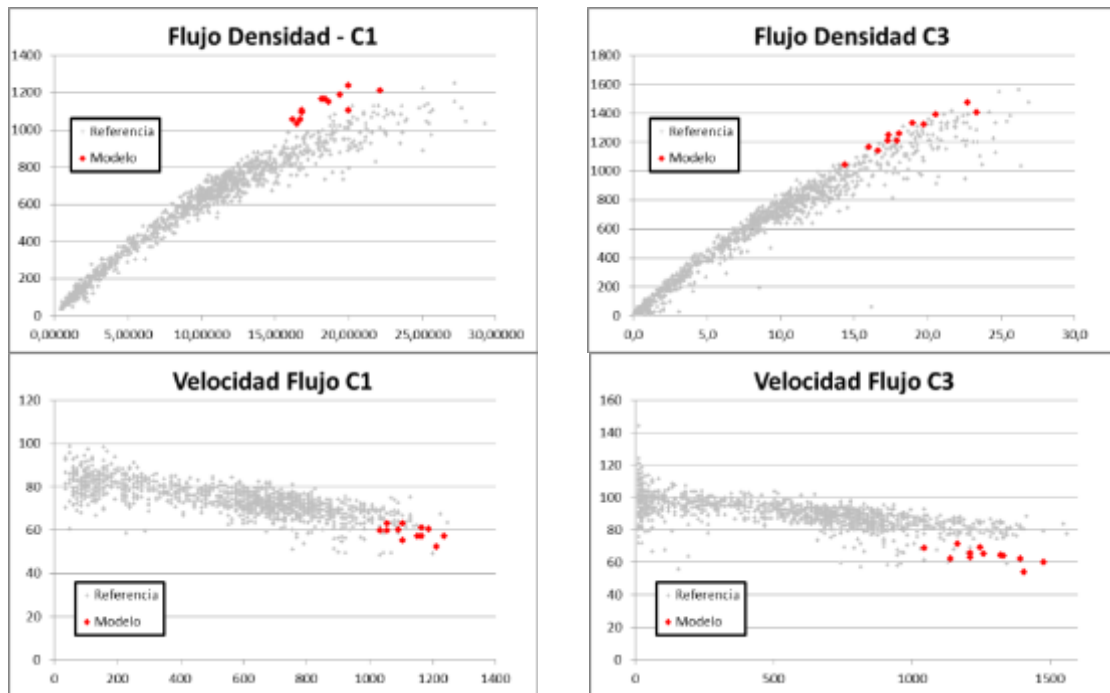 Flujo Densidad - C1
1400
1200
1000
800
600
400
200
0
0,00000 5,00000 10,00000 15,00000 20,00000 25,00000 30,00000
Referencia
Modelo
Flujo Densidad C3
1800
1600
1400
1200
1000
800
600
400
200
0
0,0 5,0 10,0 15,0 20,0 25,0 30,0
Referencia
Modelo
Velocidad Flujo C1
120
100
80
60
40
20
0
0 200 400 600 800 1000 1200 1400
Referencia
Modelo
Velocidad Flujo C3
160
140
120
100
80
60
40
20
0
0 500 1000 1500
Referencia
Modelo